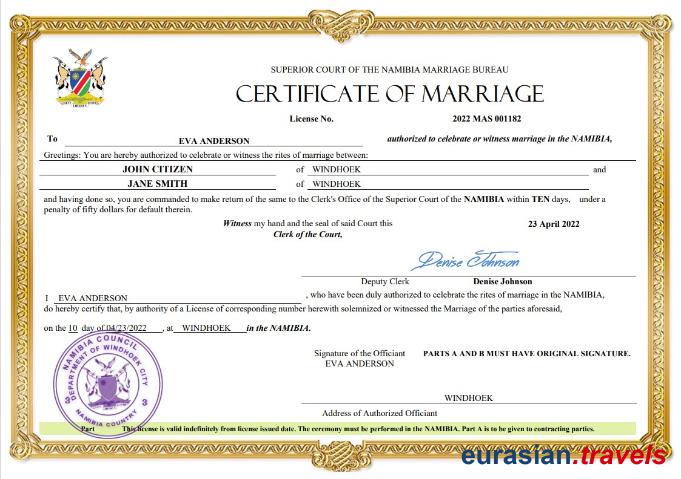 SUPERIOR COURT OF THE NAMIBIA MARRIAGE BUREAU
CERTIFICATE OF MARRIAGE
License No. 2022 MAS 001182
To EVA ANDERSON authorized to celebrate or witness marriage in the NAMIBIA,
Greetings: You are hereby authorized to celebrate or witness the rites of marriage between:
JOHN CITIZEN of WINDHOEK and
JANE SMITH of WINDHOEK
and having done so, you are commanded to make return of the same to the Clerk's Office of the Superior Court of the NAMIBIA within TEN days, under a
penalty of fifty dollars for default therein.
Witness my hand and the seal of said Court this 23 April 2022
Clerk of the Court,
Denise Johnson
Deputy Clerk Denise Johnson
I EVA ANDERSON , who have been duly authorized to celebrate the rites of marriage in the NAMIBIA,
do hereby certify that, by authority of a License of corresponding number herewith solemnized or witnessed the Marriage of the parties aforesaid,
on the 10 day of 04/23/2022 , at WINDHOEK in the NAMIBIA.
Signature of the Officiant PARTS A AND B MUST HAVE ORIGINAL SIGNATURE.
EVA ANDERSON
NAMIBIA COUNCIL
DEPARTMENT OF WINDHOEK CITY
3 3
NAMIBIA COUNTRY
WINDHOEK
Address of Authorized Officiant
Part This license is valid indefinitely from license issued date. The ceremony must be performed in the NAMIBIA. Part A is to be given to contracting parties.
eurasian.travels